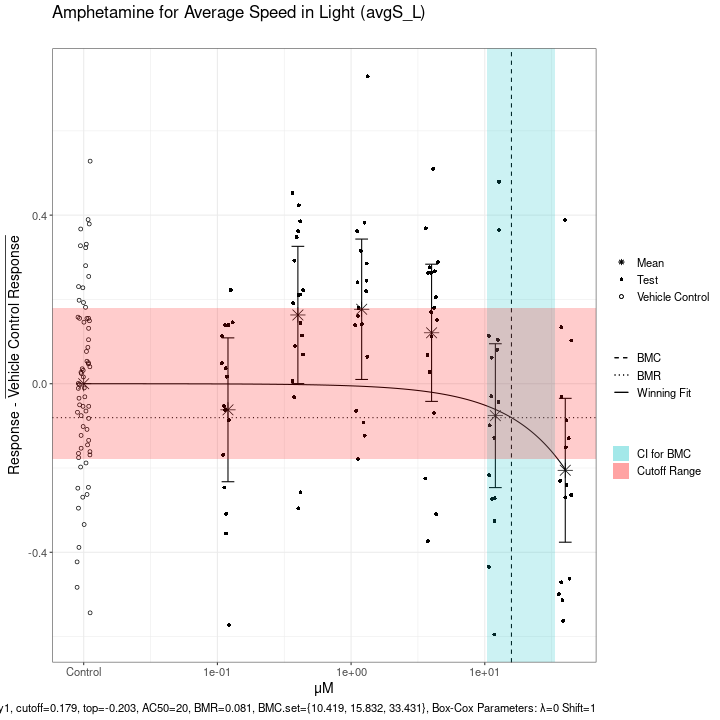 Amphetamine for Average Speed in Light (avgS_L)
Response - Vehicle Control Response
0.4
0.0
-0.4
Control
1e-01
1e+00
1e+01
μM
Mean
Test
Vehicle Control
BMC
BMR
Winning Fit
CI for BMC
Cutoff Range
y1, cutoff=0.179, top=-0.203, AC50=20, BMR=0.081, BMC.set={10.419, 15.832, 33.431}, Box-Cox Parameters: λ=0 Shift=1